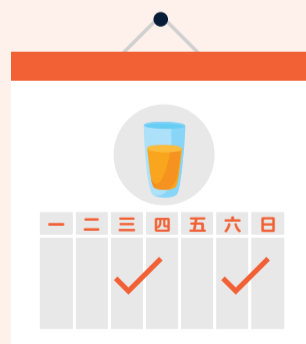 一 二 三 四 五 六 日